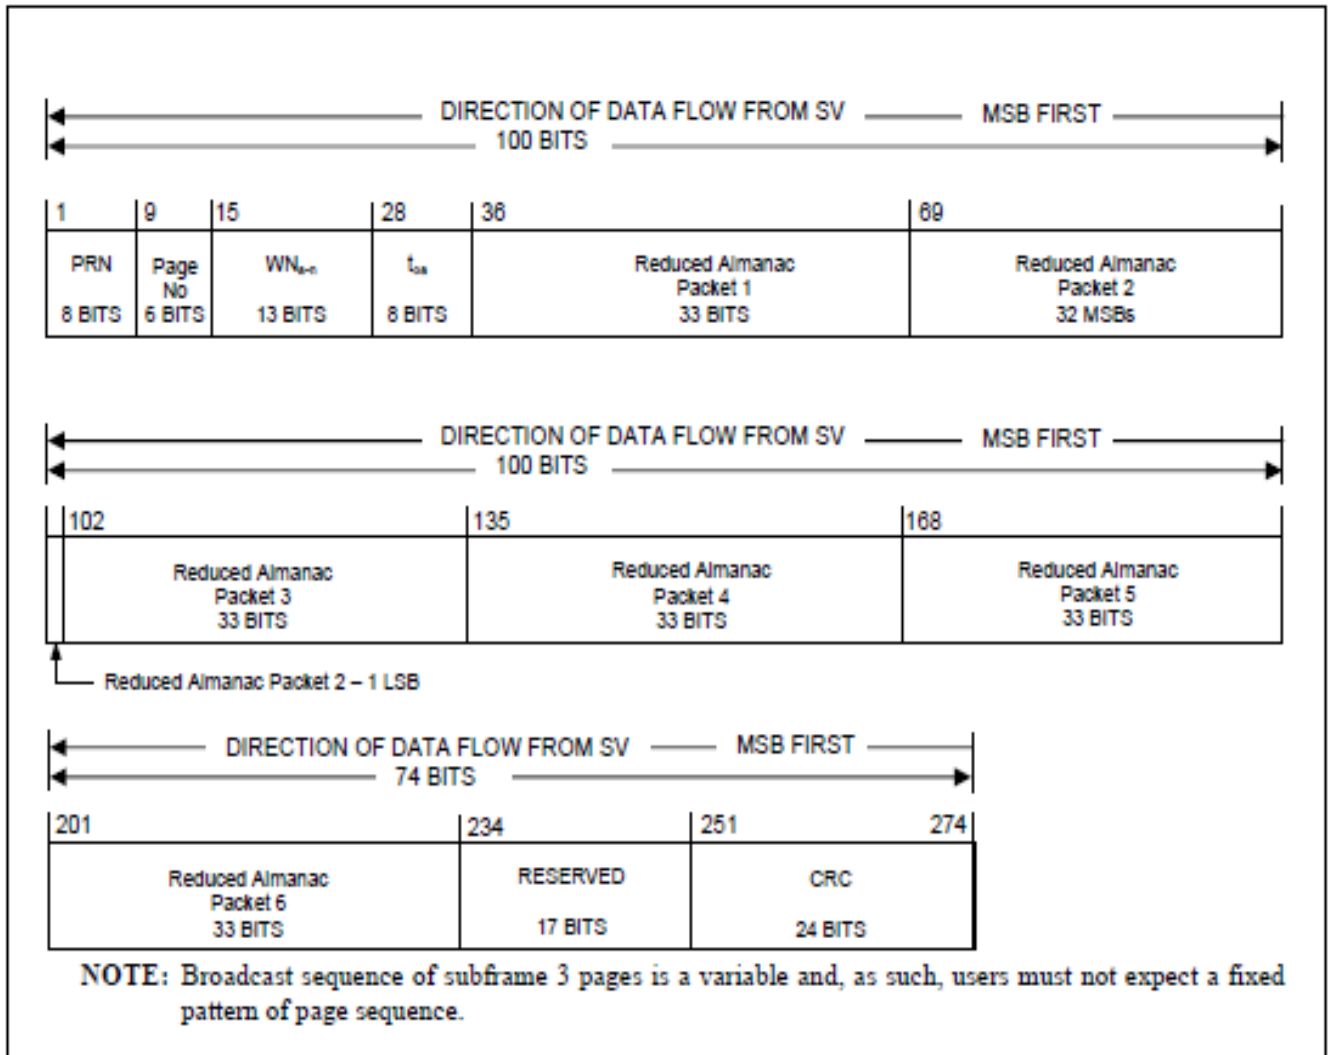 DIRECTION OF DATA FLOW FROM SV MSB FIRST
100 BITS
1 9 15 28 36 69
PRN Page No WNa-n toa Reduced Almanac Reduced Almanac
Packet 1 Packet 2
8 BITS 6 BITS 13 BITS 8 BITS 33 BITS 32 MSBs
DIRECTION OF DATA FLOW FROM SV MSB FIRST
100 BITS
102 135 168
Reduced Almanac Reduced Almanac Reduced Almanac
Packet 3 Packet 4 Packet 5
33 BITS 33 BITS 33 BITS
Reduced Almanac Packet 2 – 1 LSB
DIRECTION OF DATA FLOW FROM SV MSB FIRST
74 BITS
201 234 251 274
Reduced Almanac RESERVED CRC
Packet 6
33 BITS 17 BITS 24 BITS
NOTE: Broadcast sequence of subframe 3 pages is a variable and, as such, users must not expect a fixed
pattern of page sequence.